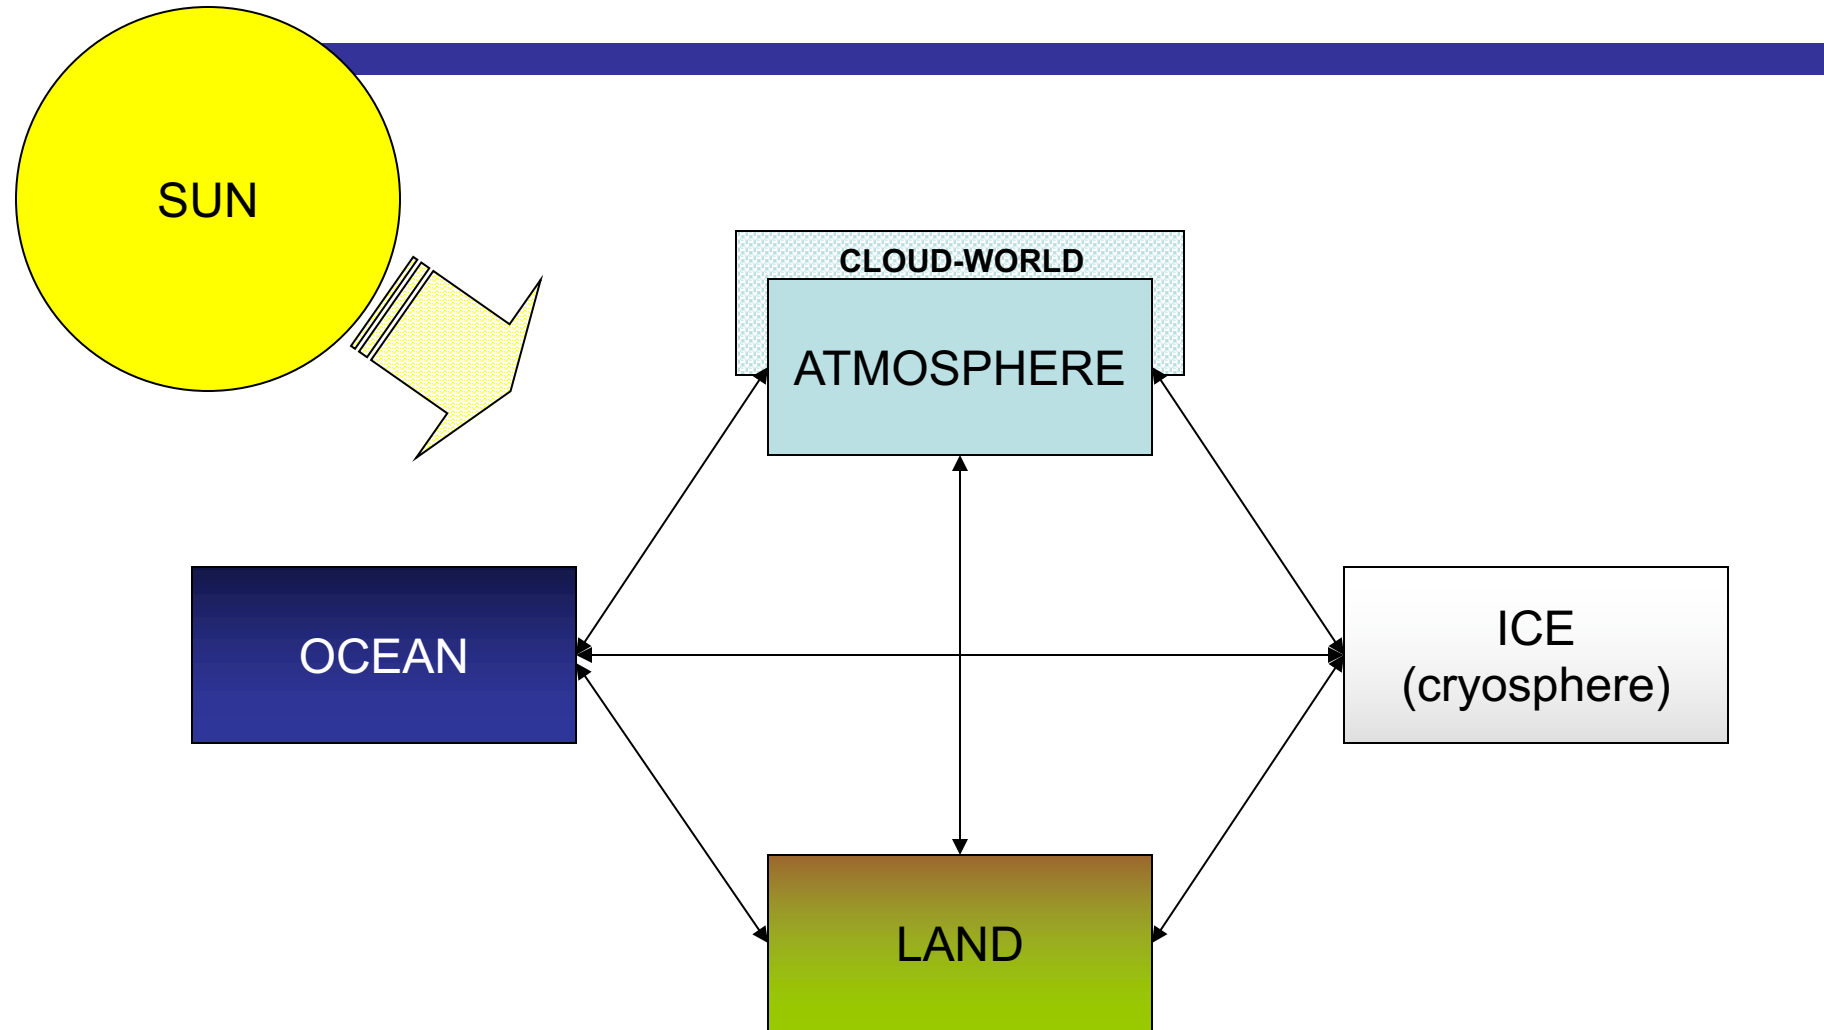 SUN
CLOUD-WORLD
ATMOSPHERE
OCEAN
ICE
(cryosphere)
LAND